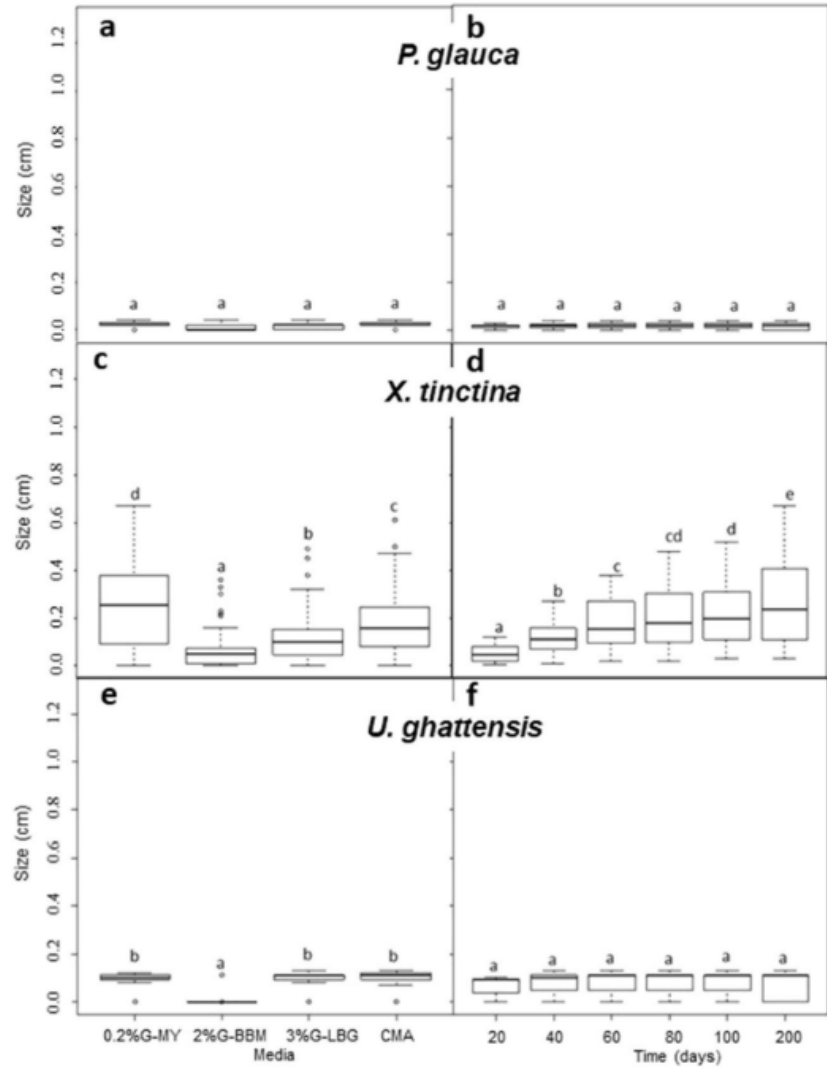 a
b
P. glauca
Size (cm)
0.0 0.2 0.4 0.6 0.8 1.0 1.2
a a a a
a a a a a a
c
d
X. tinctina
Size (cm)
0.0 0.2 0.4 0.6 0.8 1.0 1.2
d a b c
a b c cd d e
e
f
U. ghattensis
Size (cm)
0.0 0.2 0.4 0.6 0.8 1.0 1.2
b a b b
a a a a a a
0.2%G-MY 2%G-BBM 3%G-LBG CMA
Media
20 40 60 80 100 200
Time (days)